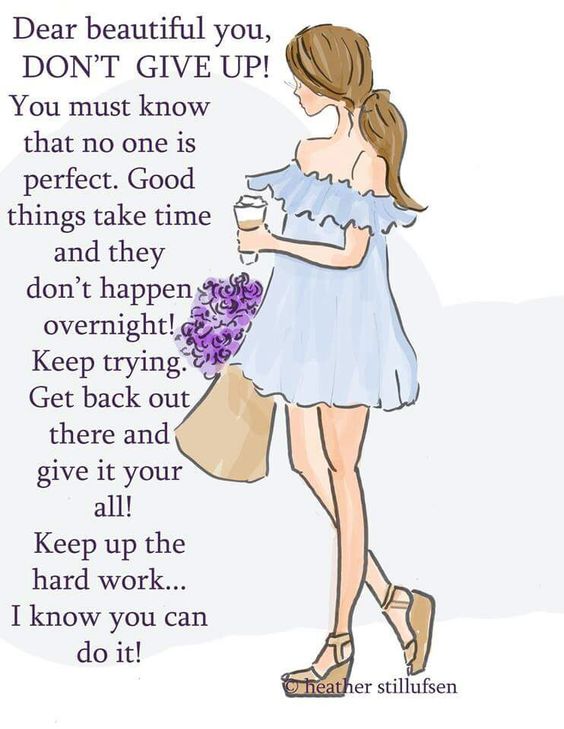 Dear beautiful you,
DON'T GIVE UP!
You must know
that no one is
perfect. Good
things take time
and they
don't happen
overnight!
Keep trying.
Get back out
there and
give it your
all!
Keep up the
hard work...
I know you can
do it!
© heather stillufsen